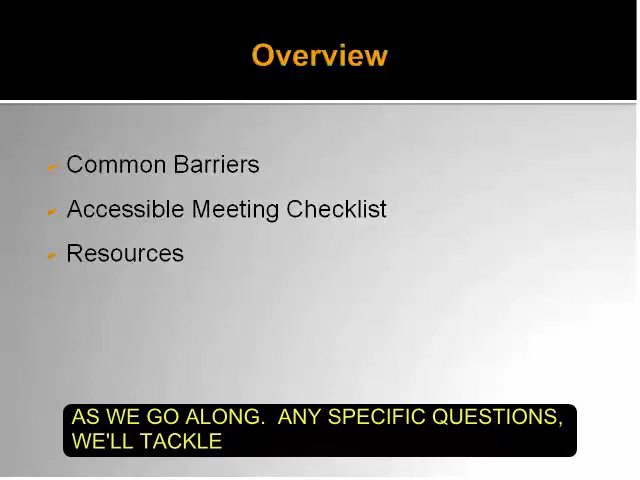 Overview
Common Barriers
Accessible Meeting Checklist
Resources
AS WE GO ALONG.  ANY SPECIFIC QUESTIONS,
WE'LL TACKLE